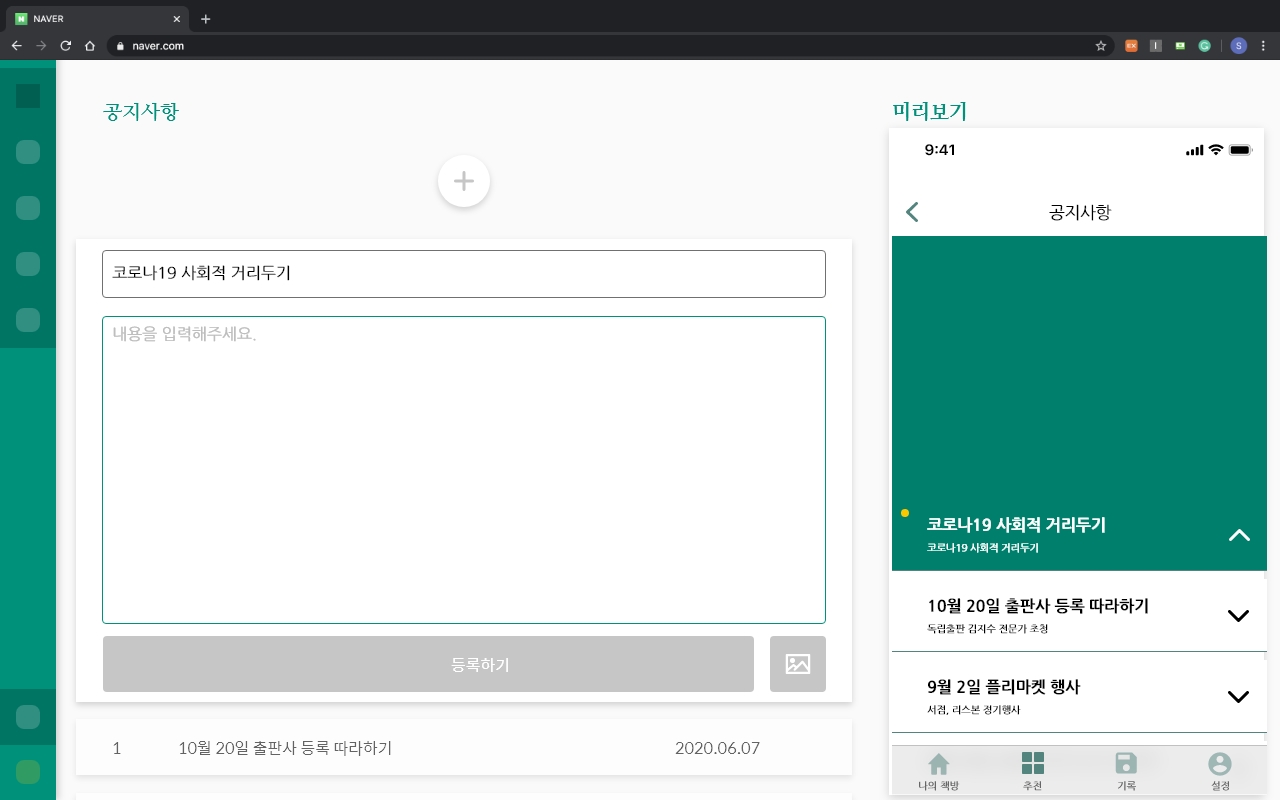 NAVER
naver.com
EX
S
공지사항
코로나19 사회적 거리두기
내용을 입력해주세요.
등록하기
1 10월 20일 출판사 등록 따라하기 2020.06.07
미리보기
9:41
공지사항
코로나19 사회적 거리두기
코로나19 사회적 거리두기
10월 20일 출판사 등록 따라하기
독립출판 김지수 전문가 초청
9월 2일 플리마켓 행사
서점, 리스본 정기행사
나의 책방 추천 기록 설정